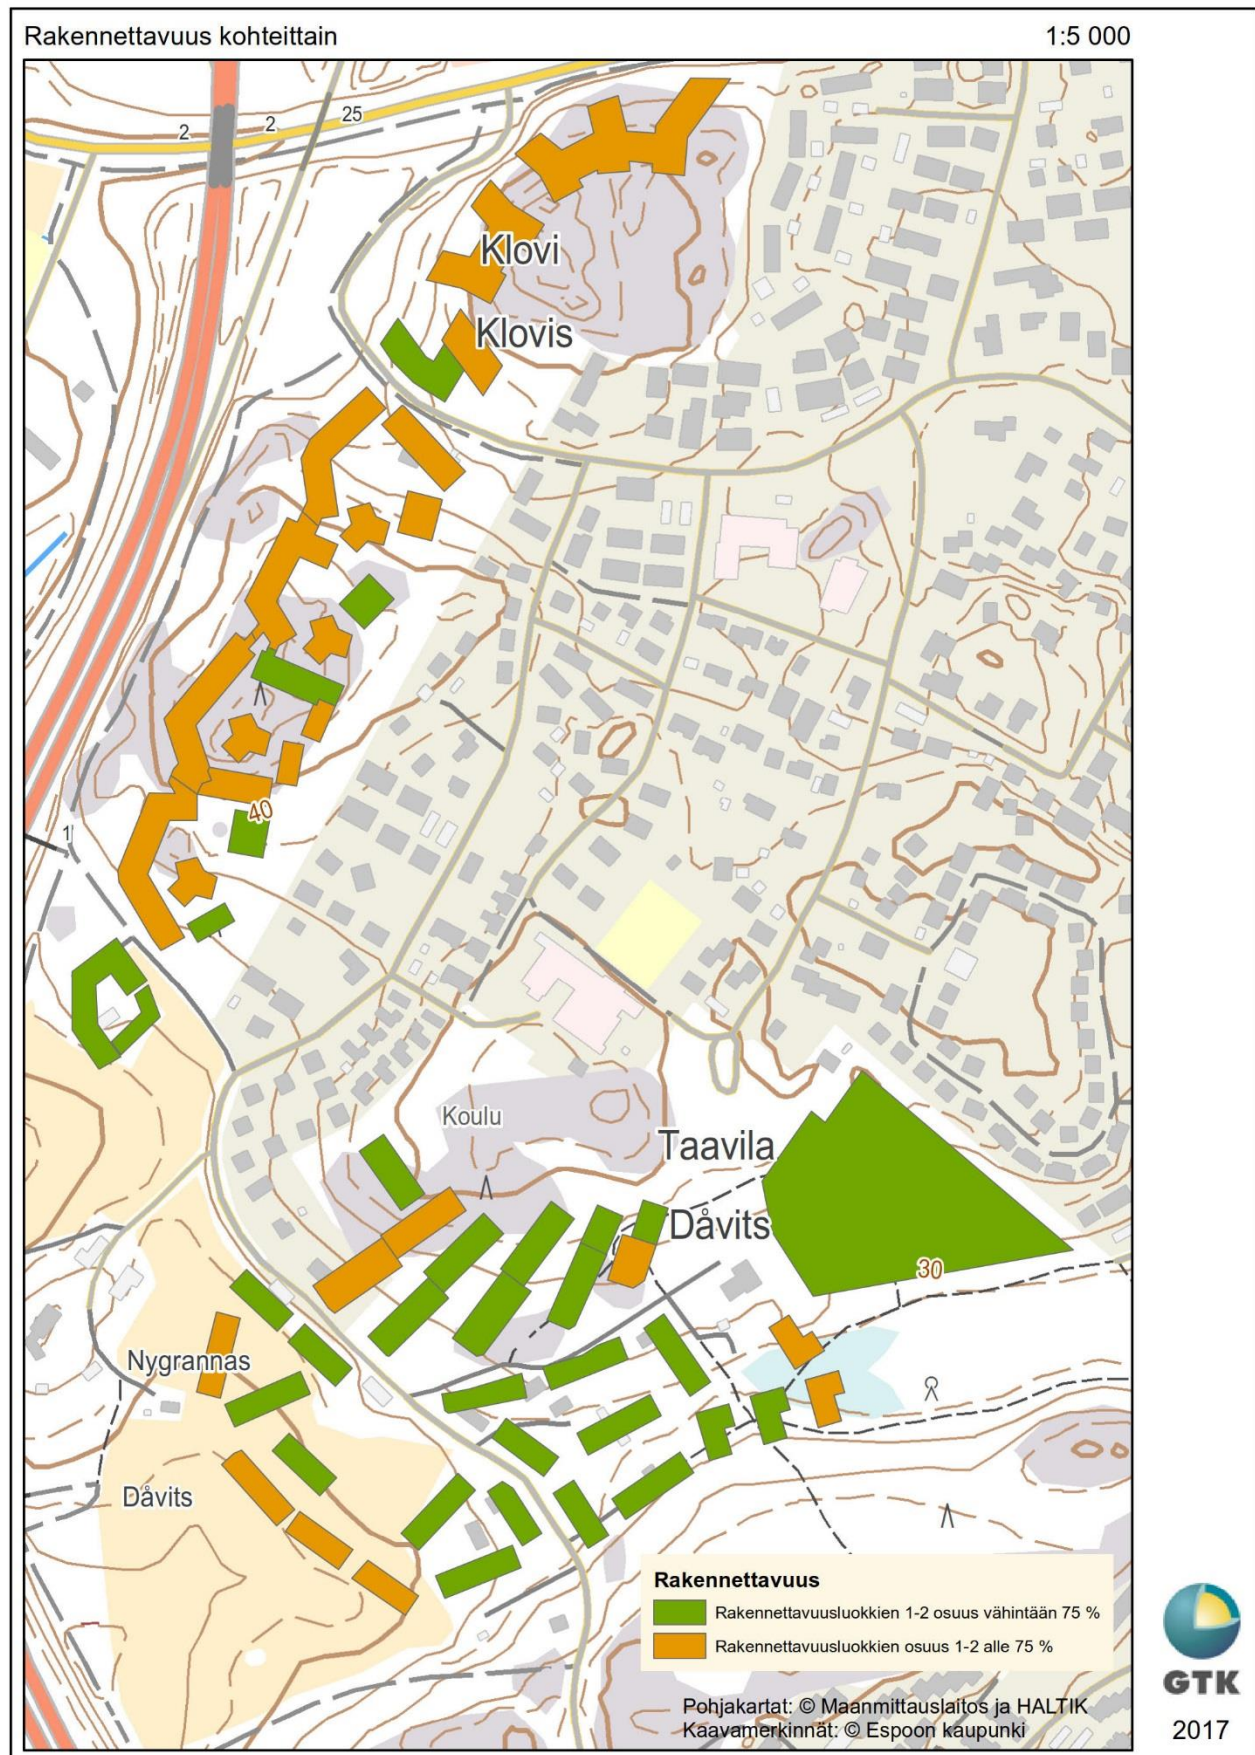 Rakennettavuus kohteittain
1:5 000
2
2
25
Klovi
Klovis
40
1
Koulu
Taavila
Dåvits
30
Nygrannas
Dåvits
Rakennettavuus
Rakennettavuusluokkien 1-2 osuus vähintään 75 %
Rakennettavuusluokkien osuus 1-2 alle 75 %
Pohjakartat: © Maanmittauslaitos ja HALTIK
Kaavamerkinnät: © Espoon kaupunki
GTK
2017